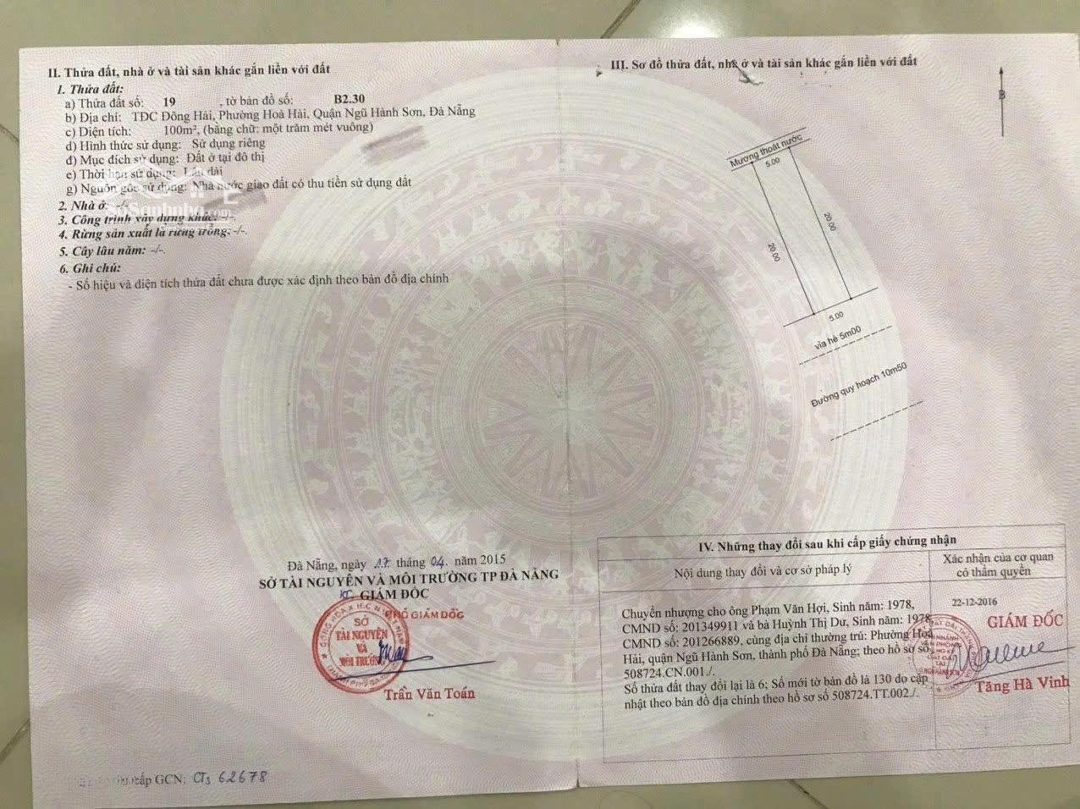 II. Thửa đất, nhà ở và tài sản khác gắn liền với đất
1. Thửa đất:
a) Thửa đất số: 19 , tờ bản đồ số: B2.30
b) Địa chỉ: TĐC Đông Hải, Phường Hoà Hải, Quận Ngũ Hành Sơn, Đà Nẵng
c) Diện tích: 100m², (bằng chữ: một trăm mét vuông)
d) Hình thức sử dụng: Sử dụng riêng
đ) Mục đích sử dụng: Đất ở tại đô thị
e) Thời hạn sử dụng: Lâu dài
g) Nguồn gốc sử dụng: Nhà nước giao đất có thu tiền sử dụng đất
2. Nhà ở: -/-
3. Công trình xây dựng khác: -/-
4. Rừng sản xuất là rừng trồng: -/-.
5. Cây lâu năm: -/-.
6. Ghi chú:
- Số hiệu và diện tích thửa đất chưa được xác định theo bản đồ địa chính
Đà Nẵng, ngày 17 tháng 04 năm 2015
SỞ TÀI NGUYÊN VÀ MÔI TRƯỜNG TP ĐÀ NẴNG
KT GIÁM ĐỐC
PHÓ GIÁM ĐỐC
SỞ
TÀI NGUYÊN
VÀ
MÔI TRƯỜNG
Trần Văn Toán
cấp GCN: CTs 62678
III. Sơ đồ thửa đất, nhà ở và tài sản khác gắn liền với đất
B
Mương thoát nước
5.00
20.00
20.00
5.00
vỉa hè 5m00
Đường quy hoạch 10m50
IV. Những thay đổi sau khi cấp giấy chứng nhận
Nội dung thay đổi và cơ sở pháp lý
Xác nhận của cơ quan
có thẩm quyền
Chuyển nhượng cho ông Phạm Văn Hợi, Sinh năm: 1978,
CMND số: 201349911 và bà Huỳnh Thị Dư, Sinh năm: 1978,
CMND số: 201266889, cùng địa chỉ thường trú: Phường Hoà
Hải, quận Ngũ Hành Sơn, thành phố Đà Nẵng; theo hồ sơ số
508724.CN.001./.
Số thửa đất thay đổi lại là 6; Số mới tờ bản đồ là 130 do cập
nhật theo bản đồ địa chính theo hồ sơ số 508724.TT.002./.
22-12-2016
GIÁM ĐỐC
Tăng Hà Vinh